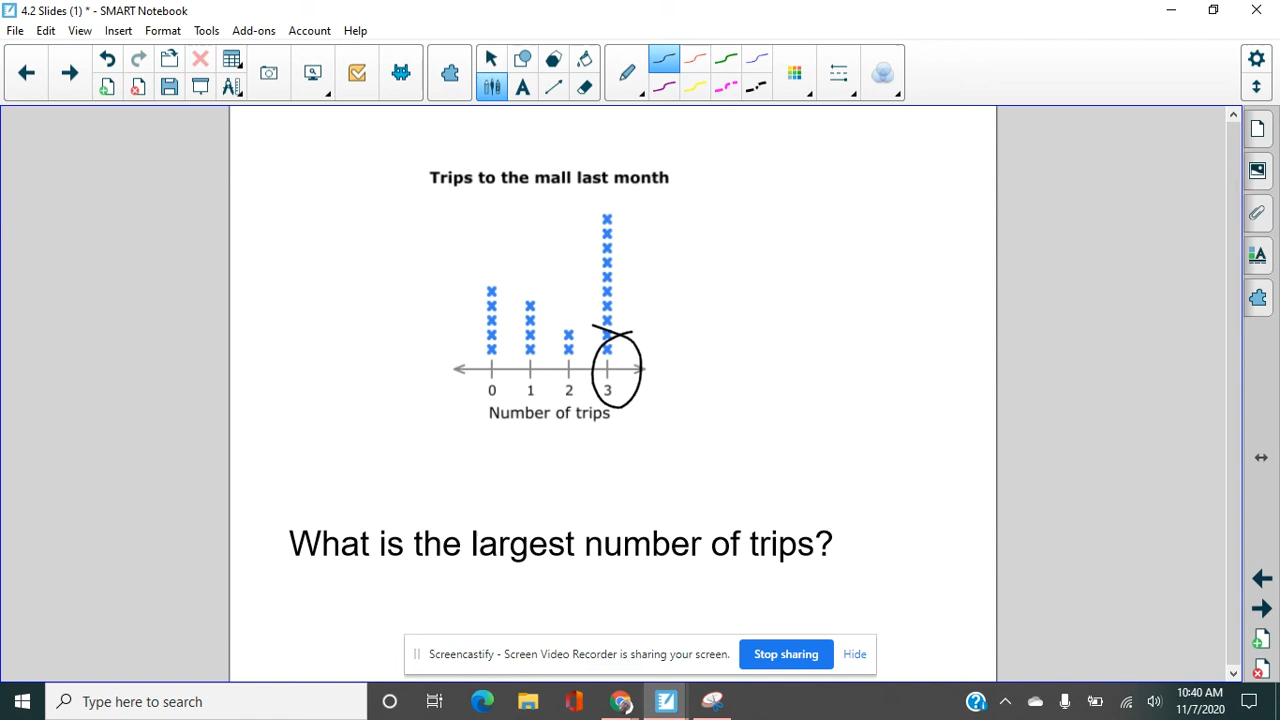 4.2 Slides (1) * - SMART Notebook
File Edit View Insert Format Tools Add-ons Account Help
Trips to the mall last month
0 1 2 3
Number of trips
What is the largest number of trips?
Screencastify - Screen Video Recorder is sharing your screen. Stop sharing Hide
Type here to search
10:40 AM
11/7/2020